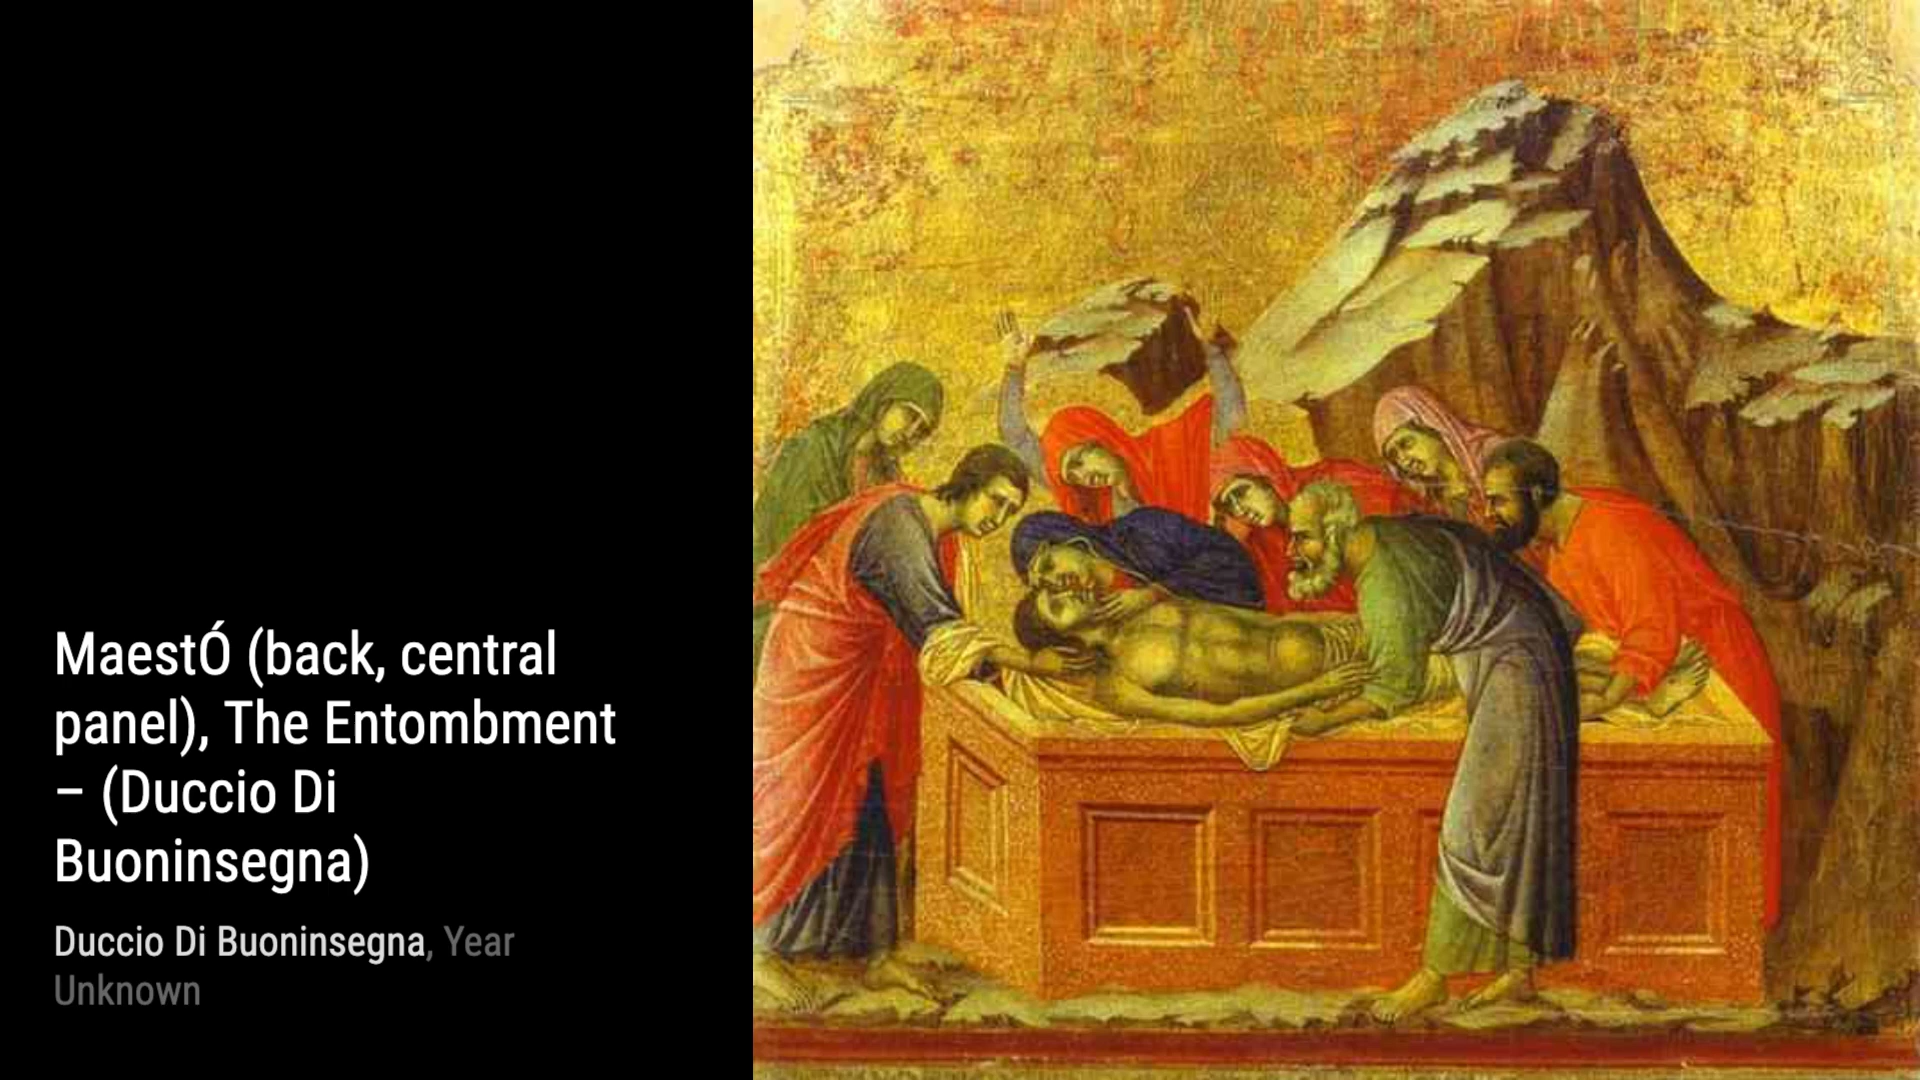 MaestÓ (back, central
panel), The Entombment
– (Duccio Di
Buoninsegna)
Duccio Di Buoninsegna, Year
Unknown